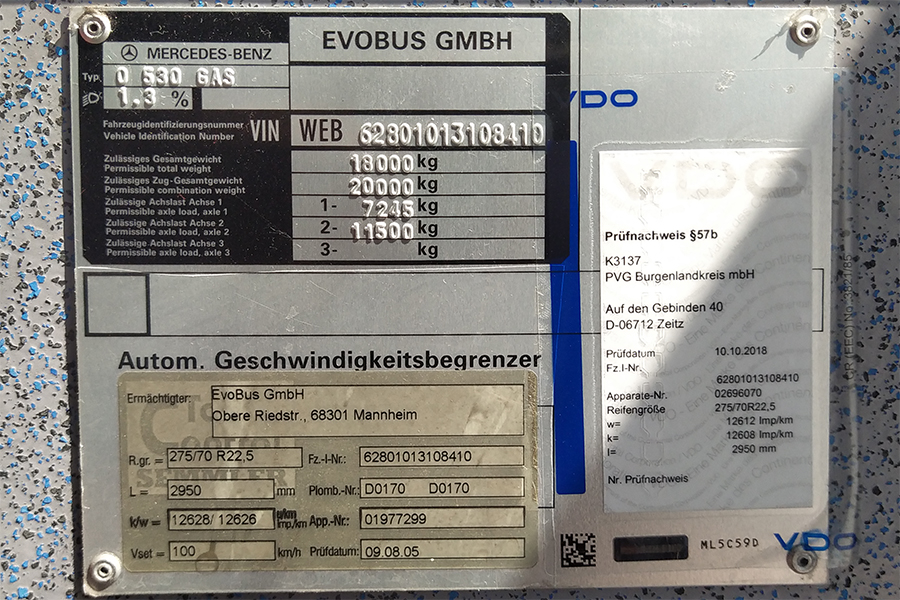 MERCEDES-BENZ
EVOBUS GMBH
Typ. O 530 GAS
1.3 %
Fahrzeugidentifizierungsnummer
Vehicle Identification Number
VIN WEB 62801013108410
Zulässiges Gesamtgewicht
Permissible total weight
18000 kg
Zulässiges Zug-Gesamtgewicht
Permissible combination weight
20000 kg
Zulässige Achslast Achse 1
Permissible axle load, axle 1
1- 7245 kg
Zulässige Achslast Achse 2
Permissible axle load, axle 2
2- 11500 kg
Zulässige Achslast Achse 3
Permissible axle load, axle 3
3- kg
Autom. Geschwindigkeitsbegrenzer
Ermächtigter: EvoBus GmbH
Obere Riedstr., 68301 Mannheim
R.gr. = 275/70 R22,5 Fz.-I-Nr.: 62801013108410
L = 2950 mm Plomb.-Nr.: D0170 D0170
k/w = 12628/ 12626 Imp/km App.-Nr.: 01977299
Vset = 100 km/h Prüfdatum: 09.08.05
VDO
VDO
Prüfnachweis §57b
K3137
PVG Burgenlandkreis mbH
Auf den Gebinden 40
D-06712 Zeitz
Prüfdatum 10.10.2018
Fz.I-Nr.
62801013108410
Apparate-Nr. 02696070
Reifengröße 275/70R22,5
w= 12612 Imp/km
k= 12608 Imp/km
l= 2950 mm
Nr. Prüfnachweis
ML5C59D
VDO